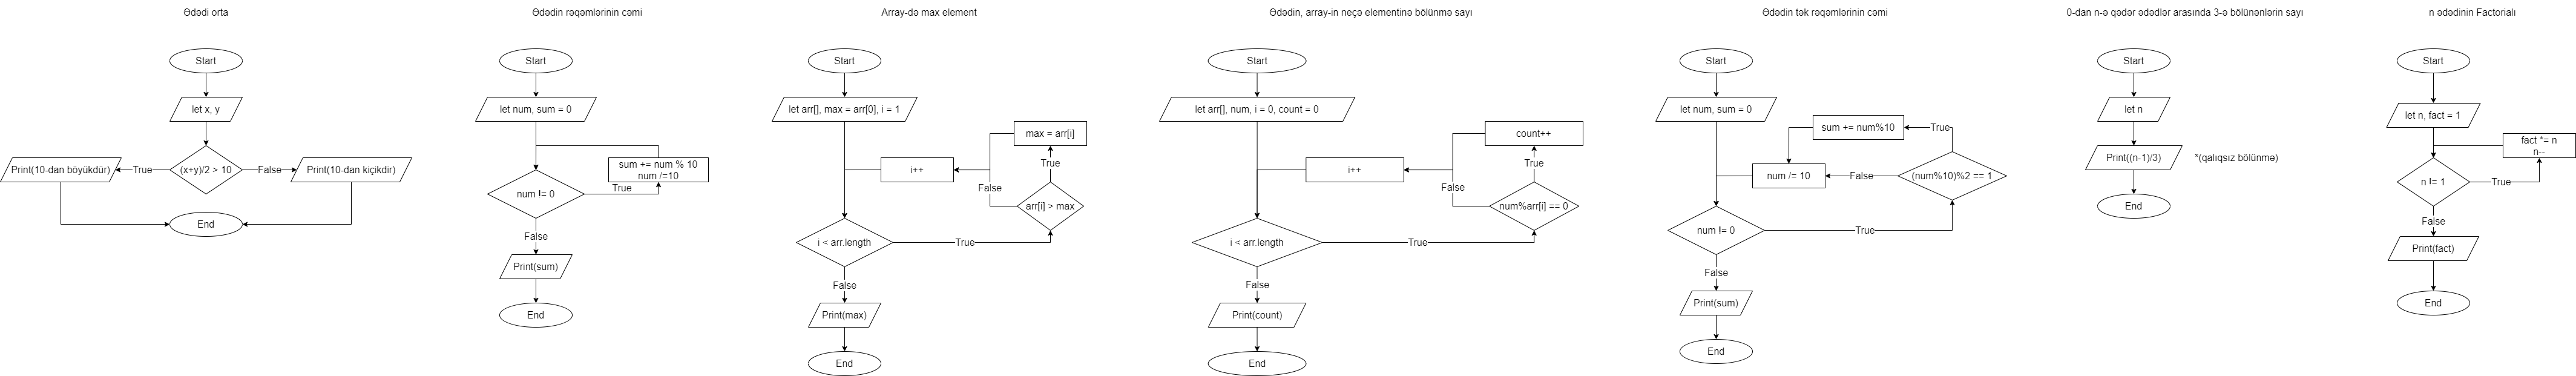 Ədədi orta
Start
let x, y
(x+y)/2 > 10
True
False
Print(10-dan böyükdür)
Print(10-dan kiçikdir)
End
Ədədin rəqəmlərinin cəmi
Start
let num, sum = 0
sum += num % 10
num /=10
num != 0
True
False
Print(sum)
End
Array-də max element
Start
let arr[], max = arr[0], i = 1
max = arr[i]
True
i++
False
arr[i] > max
i < arr.length
True
False
Print(max)
End
Ədədin, array-in neçə elementinə bölünmə sayı
Start
let arr[], num, i = 0, count = 0
count++
True
i++
False
num%arr[i] == 0
i < arr.length
True
False
Print(count)
End
Ədədin tək rəqəmlərinin cəmi
Start
let num, sum = 0
sum += num%10
True
num /= 10
False
(num%10)%2 == 1
num != 0
True
False
Print(sum)
End
0-dan n-ə qədər ədədlər arasında 3-ə bölünənlərin sayı
Start
let n
Print((n-1)/3)
*(qalıqsız bölünmə)
End
n ədədinin Factorialı
Start
let n, fact = 1
fact *= n
n--
n != 1
True
False
Print(fact)
End